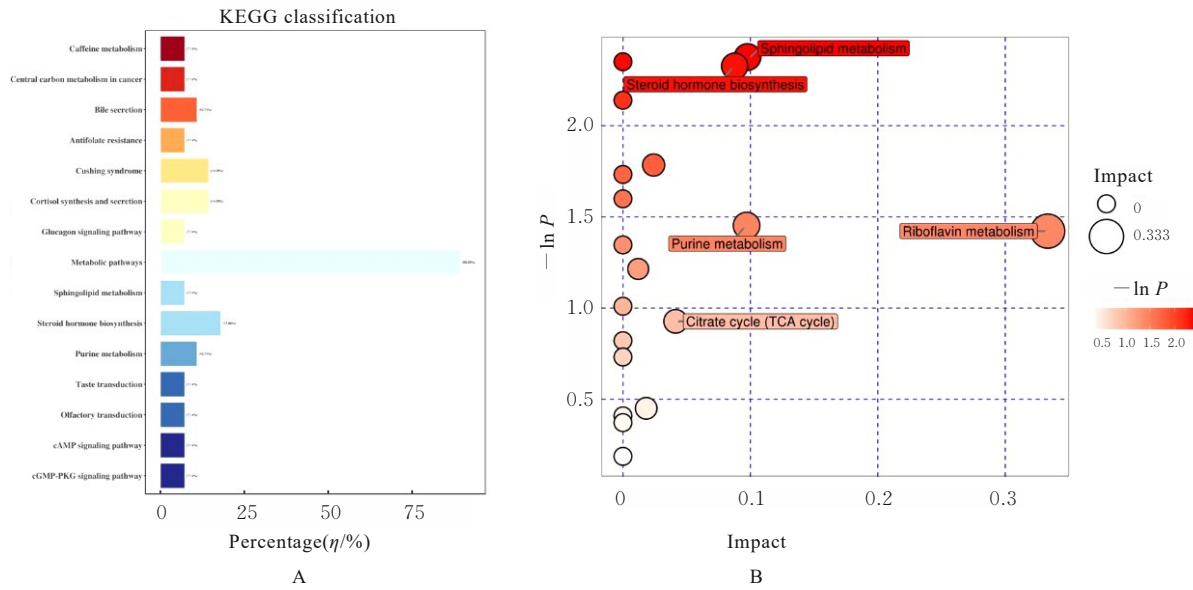 KEGG classification
Caffeine metabolism
Central carbon metabolism in cancer
Bile secretion
Antifolate resistance
Cushing syndrome
Cortisol synthesis and secretion
Glucagon signaling pathway
Metabolic pathways
Sphingolipid metabolism
Steroid hormone biosynthesis
Purine metabolism
Taste transduction
Olfactory transduction
cAMP signaling pathway
cGMP-PKG signaling pathway
0 25 50 75
Percentage(η/%)
A
Sphingolipid metabolism
Steroid hormone biosynthesis
2.0
1.5
1.0
0.5
—ln P
Purine metabolism
Riboflavin metabolism
Citrate cycle (TCA cycle)
0 0.1 0.2 0.3
Impact
B
Impact
0
0.333
—ln P
0.5 1.0 1.5 2.0